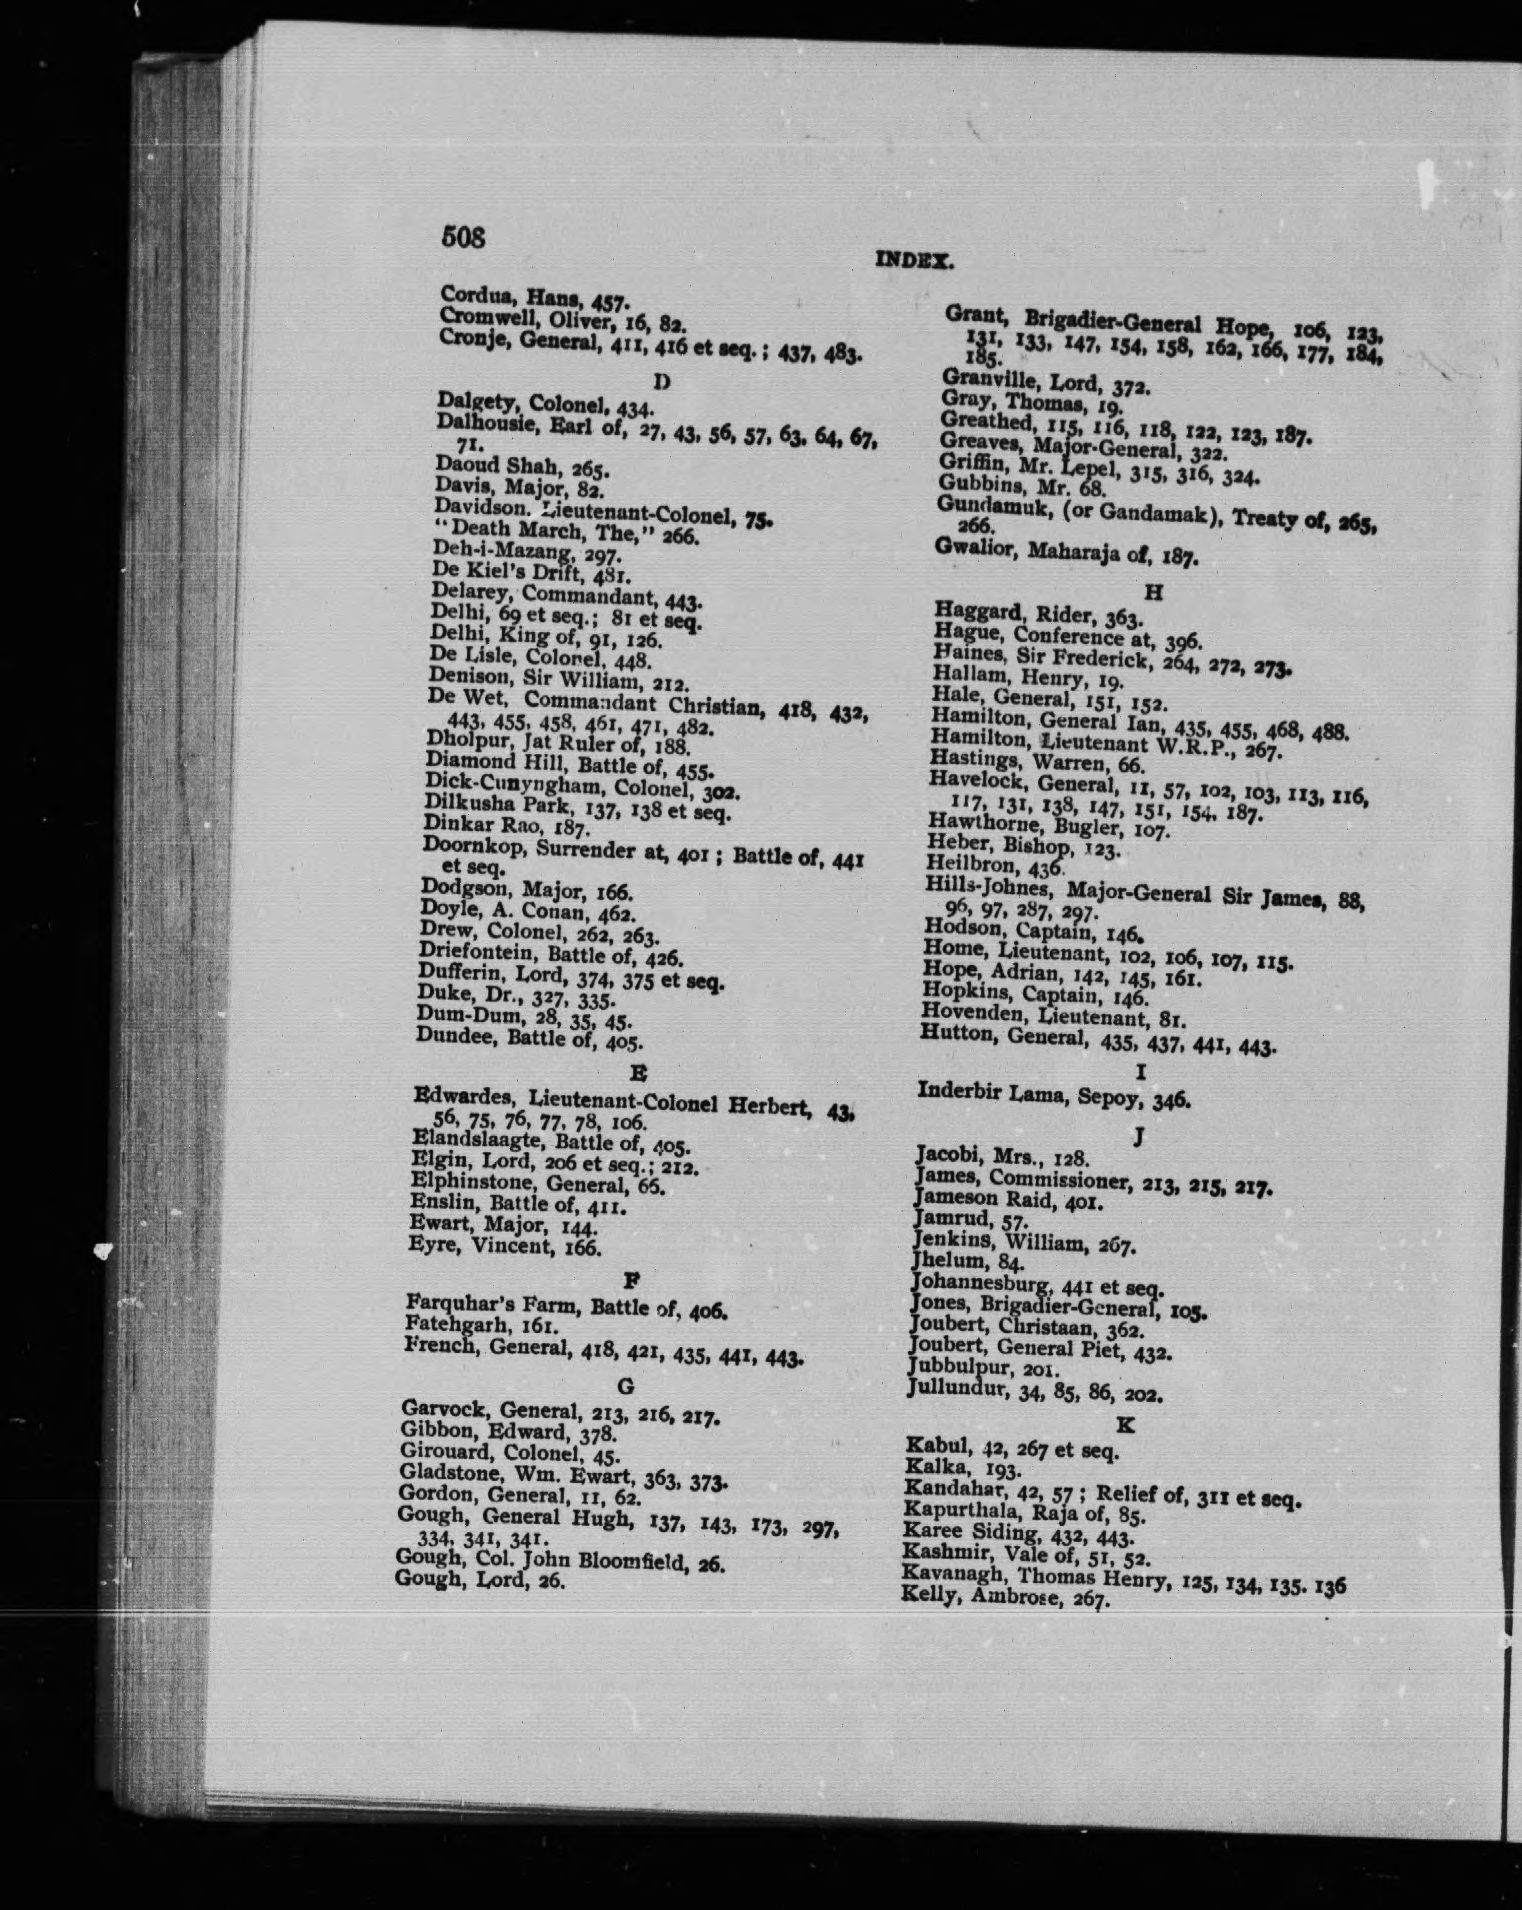 508
INDEX.
Cordua, Hans, 457.
Cromwell, Oliver, 16, 82.
Cronje, General, 411, 416 et seq.; 437, 483.
D
Dalgety, Colonel, 434.
Dalhousie, Earl of, 27, 43, 56, 57, 63, 64, 67,
71.
Daoud Shah, 265.
Davis, Major, 82.
Davidson. Lieutenant-Colonel, 75.
"Death March, The," 266.
Deh-i-Mazang, 297.
De Kiel's Drift, 481.
Delarey, Commandant, 443.
Delhi, 69 et seq.; 81 et seq.
Delhi, King of, 91, 126.
De Lisle, Colonel, 448.
Denison, Sir William, 212.
De Wet, Commandant Christian, 418, 432,
443, 455, 458, 461, 471, 482.
Dholpur, Jat Ruler of, 188.
Diamond Hill, Battle of, 455.
Dick-Cunyngham, Colonel, 302.
Dilkusha Park, 137, 138 et seq.
Dinkar Rao, 187.
Doornkop, Surrender at, 401; Battle of, 441
et seq.
Dodgson, Major, 166.
Doyle, A. Conan, 462.
Drew, Colonel, 262, 263.
Driefontein, Battle of, 426.
Dufferin, Lord, 374, 375 et seq.
Duke, Dr., 327, 335.
Dum-Dum, 28, 35, 45.
Dundee, Battle of, 405.
E
Edwardes, Lieutenant-Colonel Herbert, 43,
56, 75, 76, 77, 78, 106.
Elandslaagte, Battle of, 405.
Elgin, Lord, 206 et seq.; 212.
Elphinstone, General, 66.
Enslin, Battle of, 411.
Ewart, Major, 144.
Eyre, Vincent, 166.
F
Farquhar's Farm, Battle of, 406.
Fatehgarh, 161.
French, General, 418, 421, 435, 441, 443.
G
Garvock, General, 213, 216, 217.
Gibbon, Edward, 378.
Girouard, Colonel, 45.
Gladstone, Wm. Ewart, 363, 373.
Gordon, General, 11, 62.
Gough, General Hugh, 137, 143, 173, 297,
334, 341, 341.
Gough, Col. John Bloomfield, 26.
Gough, Lord, 26.
Grant, Brigadier-General Hope, 106, 123,
131, 133, 147, 154, 158, 162, 166, 177, 184,
185.
Granville, Lord, 372.
Gray, Thomas, 19.
Greathed, 115, 116, 118, 122, 123, 187.
Greaves, Major-General, 322.
Griffin, Mr. Lepel, 315, 316, 324.
Gubbins, Mr. 68.
Gundamuk, (or Gandamak), Treaty of, 265,
266.
Gwalior, Maharaja of, 187.
H
Haggard, Rider, 363.
Hague, Conference at, 396.
Haines, Sir Frederick, 264, 272, 273.
Hallam, Henry, 19.
Hale, General, 151, 152.
Hamilton, General Ian, 435, 455, 468, 488.
Hamilton, Lieutenant W.R.P., 267.
Hastings, Warren, 66.
Havelock, General, 11, 57, 102, 103, 113, 116,
117, 131, 138, 147, 151, 154, 187.
Hawthorne, Bugler, 107.
Heber, Bishop, 123.
Heilbron, 436.
Hills-Johnes, Major-General Sir James, 88,
96, 97, 287, 297.
Hodson, Captain, 146.
Home, Lieutenant, 102, 106, 107, 115.
Hope, Adrian, 142, 145, 161.
Hopkins, Captain, 146.
Hovenden, Lieutenant, 81.
Hutton, General, 435, 437, 441, 443.
I
Inderbir Lama, Sepoy, 346.
J
Jacobi, Mrs., 128.
James, Commissioner, 213, 215, 217.
Jameson Raid, 401.
Jamrud, 57.
Jenkins, William, 267.
Jhelum, 84.
Johannesburg, 441 et seq.
Jones, Brigadier-General, 105.
Joubert, Christaan, 362.
Joubert, General Piet, 432.
Jubbulpur, 201.
Jullundur, 34, 85, 86, 202.
K
Kabul, 42, 267 et seq.
Kalka, 193.
Kandahar, 42, 57; Relief of, 311 et seq.
Kapurthala, Raja of, 85.
Karee Siding, 432, 443.
Kashmir, Vale of, 51, 52.
Kavanagh, Thomas Henry, 125, 134, 135. 136
Kelly, Ambrose, 267.